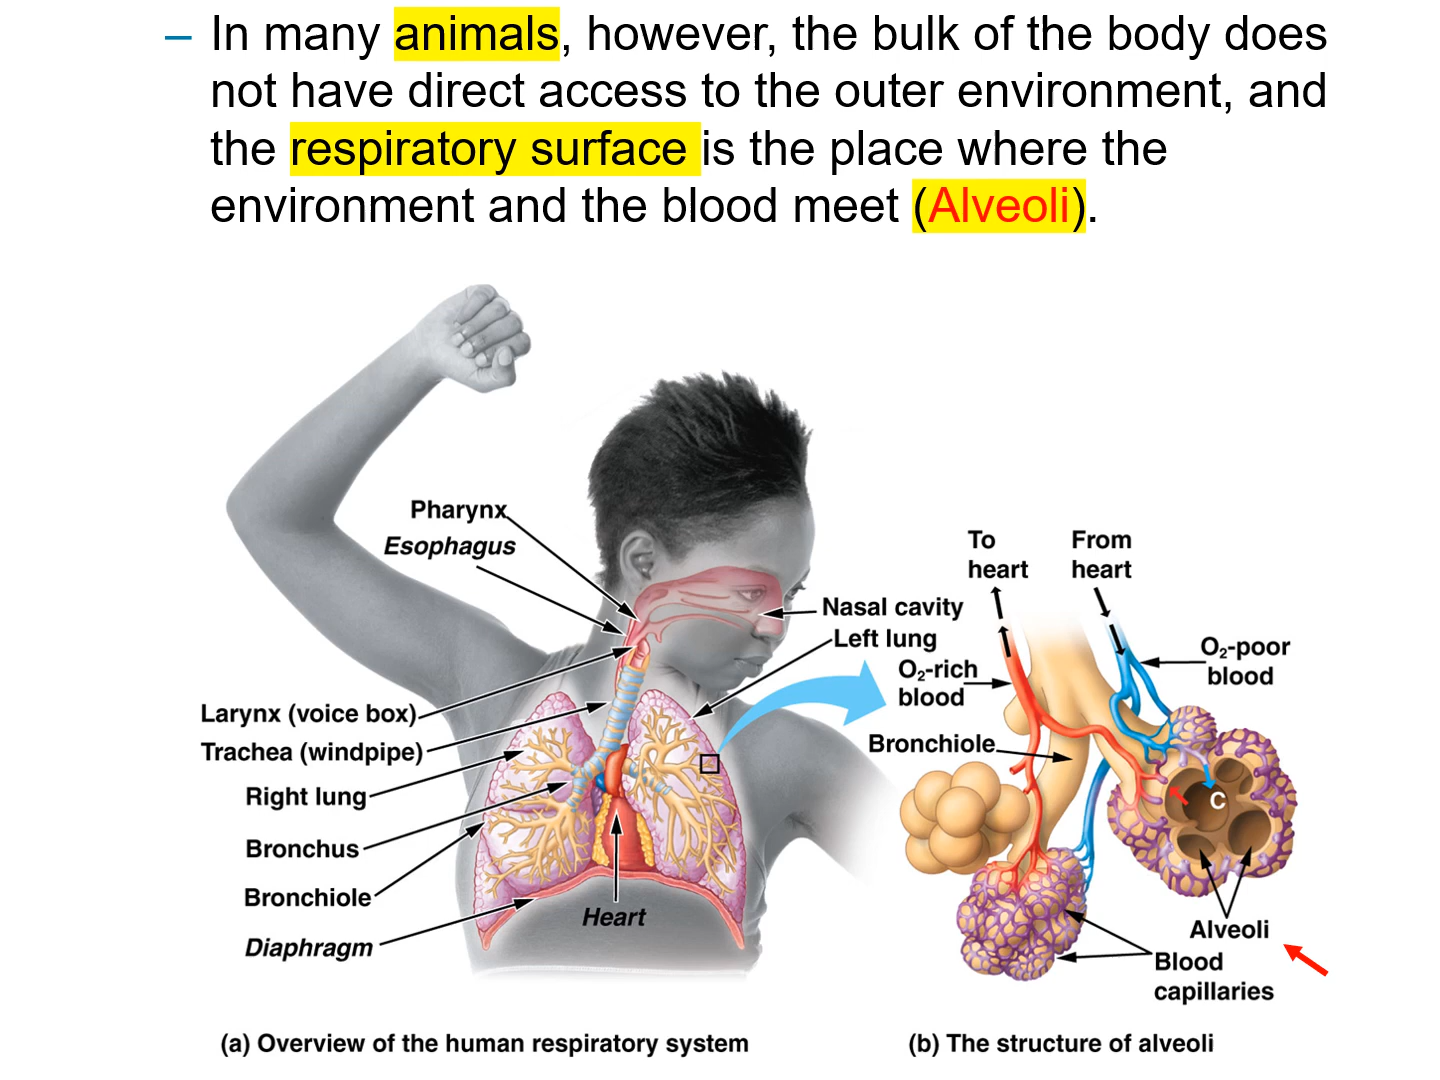 – In many animals, however, the bulk of the body does
not have direct access to the outer environment, and
the respiratory surface is the place where the
environment and the blood meet (Alveoli).
Pharynx
Esophagus
Nasal cavity
Left lung
Larynx (voice box)
Trachea (windpipe)
Right lung
Bronchus
Bronchiole
Diaphragm
Heart
To
heart
From
heart
O₂-rich
blood
O₂-poor
blood
Bronchiole
C
Alveoli
Blood
capillaries
(a) Overview of the human respiratory system
(b) The structure of alveoli